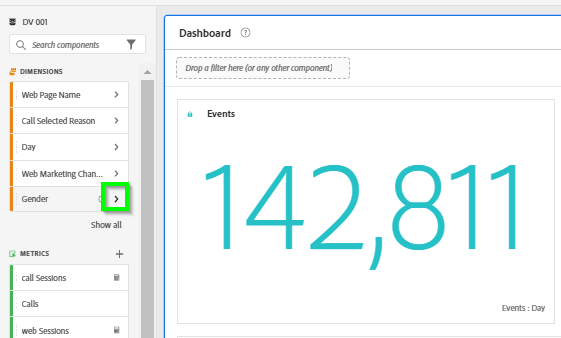 DV 001
Search components
DIMENSIONS
Web Page Name
Call Selected Reason
Day
Web Marketing Chan...
Gender
Show all
METRICS
call Sessions
Calls
web Sessions
Dashboard
Drop a filter here (or any other component)
Events
142,811
Events : Day